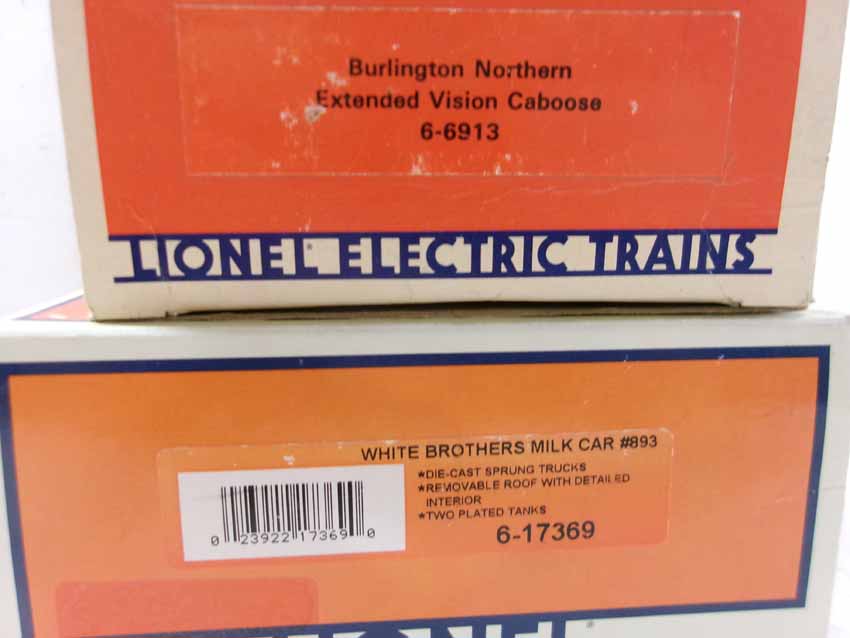 Burlington Northern
Extended Vision Caboose
6-6913
LIONEL ELECTRIC TRAINS
WHITE BROTHERS MILK CAR #893
*DIE-CAST SPRUNG TRUCKS
*REMOVABLE ROOF WITH DETAILED
INTERIOR
*TWO PLATED TANKS
6-17369
0 23922 17369 0
LIONEL